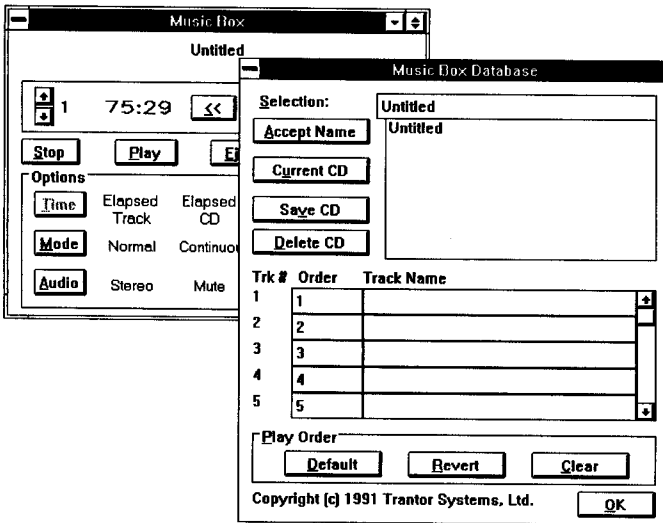 Music Box
Untitled
1 75:29 <<
Stop Play
Options
Time Elapsed Track Elapsed CD
Mode Normal
Audio Stereo Mute
Music Box Database
Selection: Untitled
Accept Name Untitled
Current CD
Save CD
Delete CD
Trk # Order Track Name
1 1
2 2
3 3
4 4
5 5
Play Order
Default Revert Clear
Copyright (c) 1991 Trantor Systems, Ltd. OK